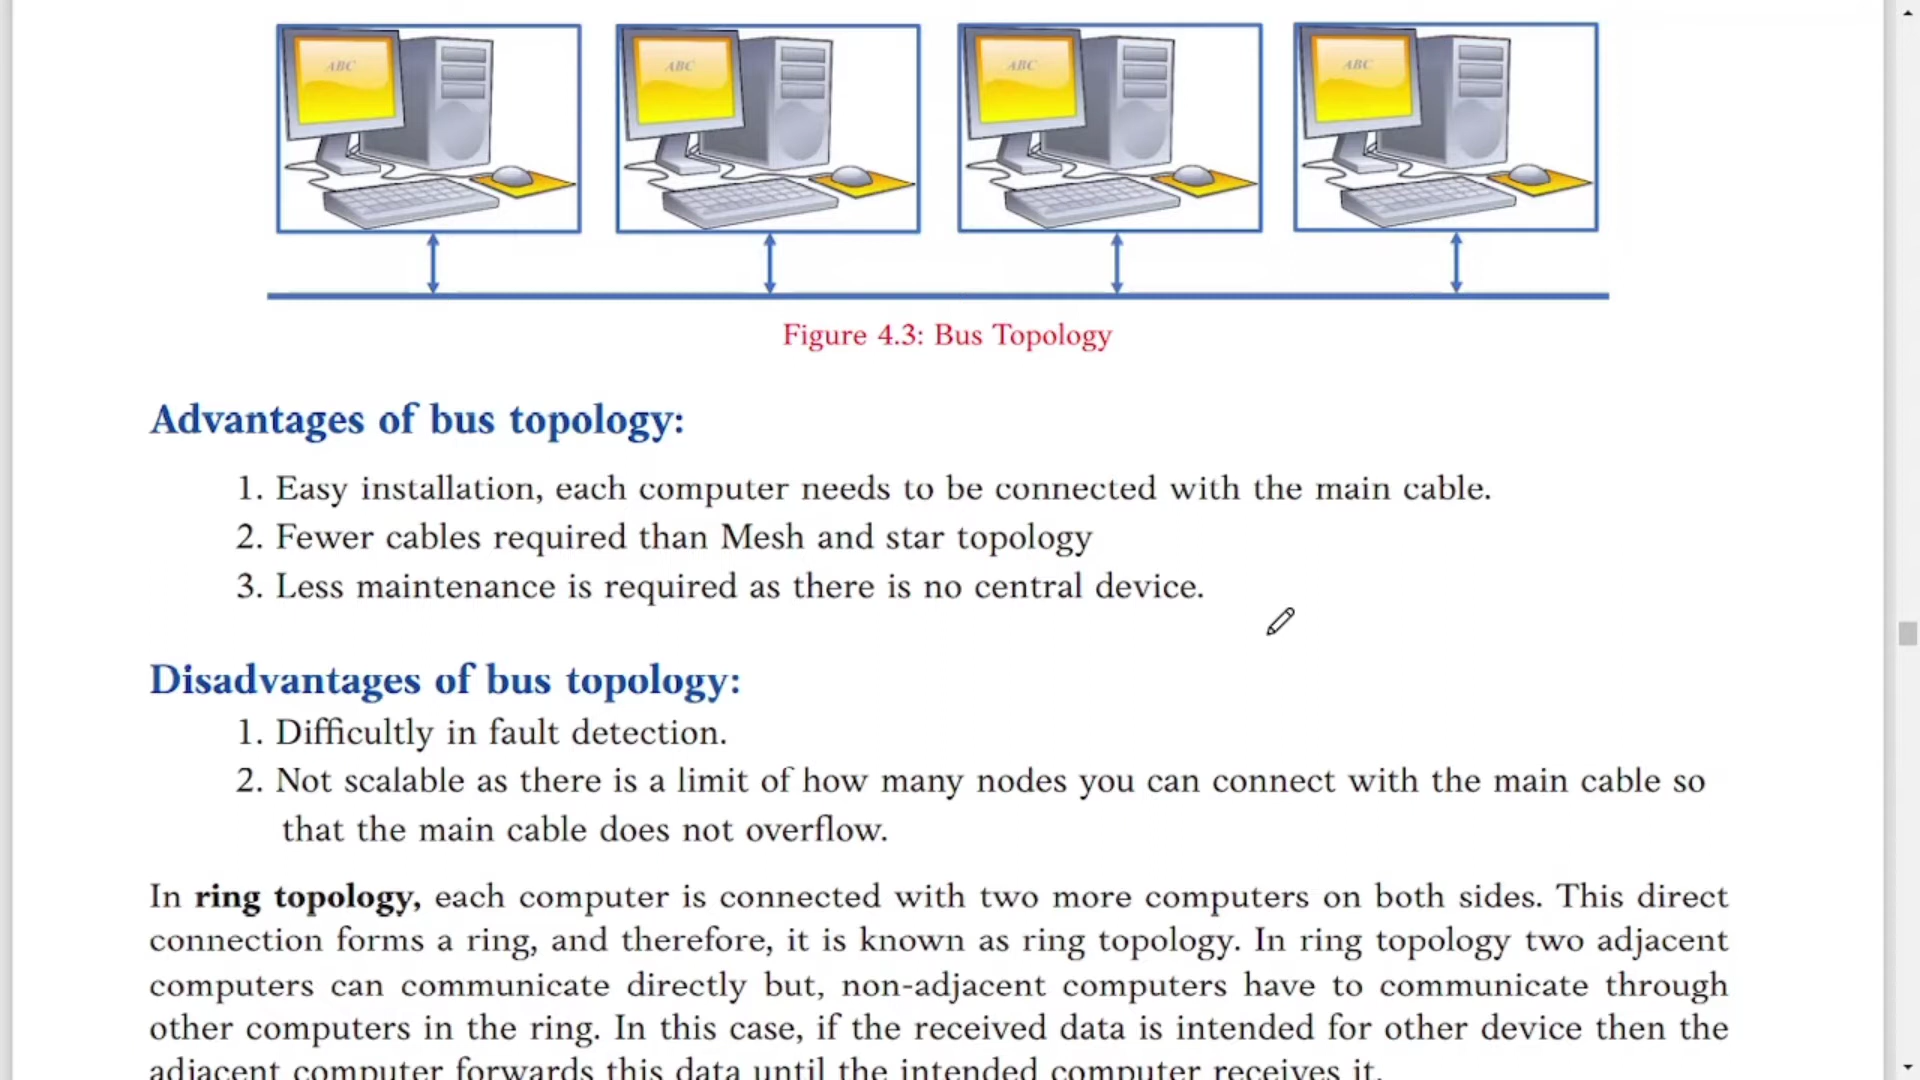 ABC ABC ABC ABC
Figure 4.3: Bus Topology
Advantages of bus topology:
1. Easy installation, each computer needs to be connected with the main cable.
2. Fewer cables required than Mesh and star topology
3. Less maintenance is required as there is no central device.
Disadvantages of bus topology:
1. Difficultly in fault detection.
2. Not scalable as there is a limit of how many nodes you can connect with the main cable so
that the main cable does not overflow.
In ring topology, each computer is connected with two more computers on both sides. This direct
connection forms a ring, and therefore, it is known as ring topology. In ring topology two adjacent
computers can communicate directly but, non-adjacent computers have to communicate through
other computers in the ring. In this case, if the received data is intended for other device then the
adjacent computer forwards this data until the intended computer receives it.